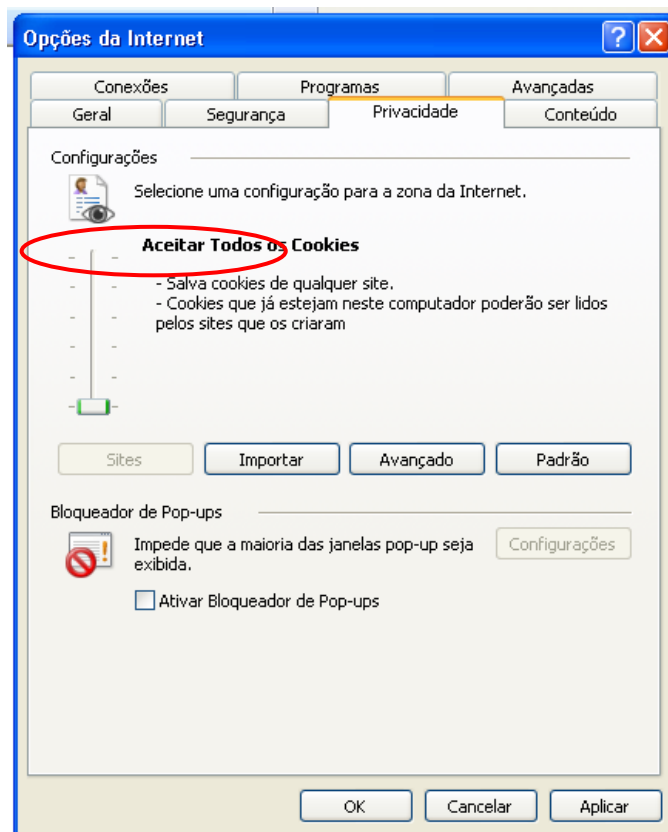 Opções da Internet
Conexões Programas Avançadas
Geral Segurança Privacidade Conteúdo
Configurações
Selecione uma configuração para a zona da Internet.
Aceitar Todos os Cookies
- Salva cookies de qualquer site.
- Cookies que já estejam neste computador poderão ser lidos
pelos sites que os criaram
Sites Importar Avançado Padrão
Bloqueador de Pop-ups
Impede que a maioria das janelas pop-up seja
exibida.
Configurações
Ativar Bloqueador de Pop-ups
OK Cancelar Aplicar